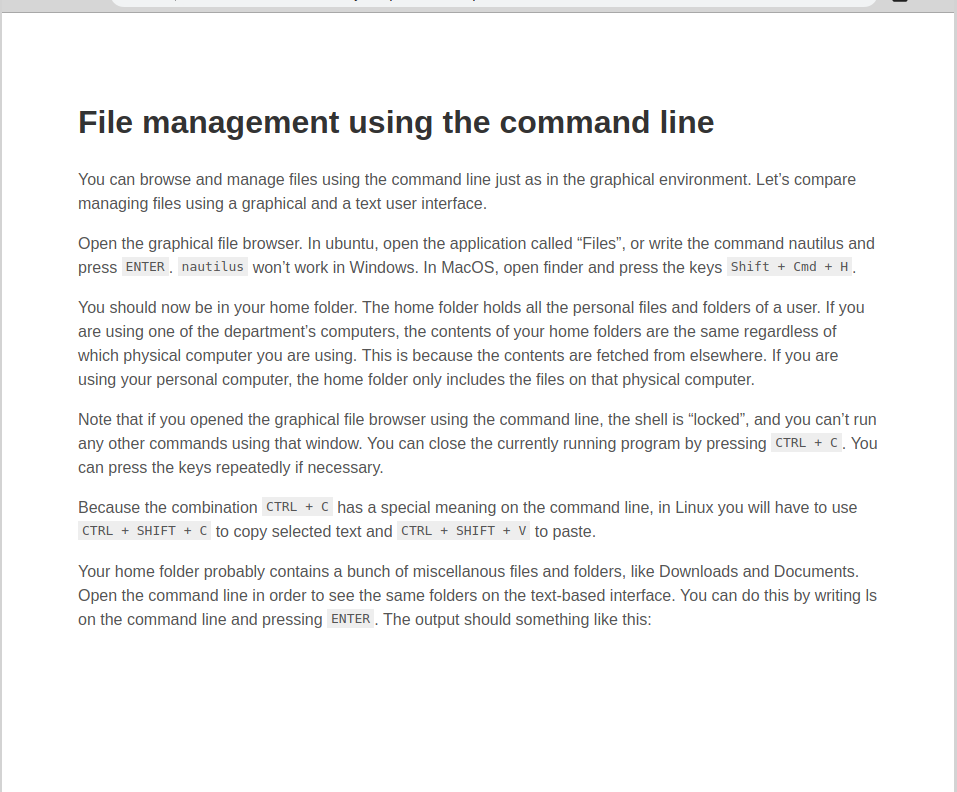 File management using the command line
You can browse and manage files using the command line just as in the graphical environment. Let’s compare
managing files using a graphical and a text user interface.
Open the graphical file browser. In ubuntu, open the application called “Files”, or write the command nautilus and
press ENTER. nautilus won’t work in Windows. In MacOS, open finder and press the keys Shift + Cmd + H.
You should now be in your home folder. The home folder holds all the personal files and folders of a user. If you
are using one of the department’s computers, the contents of your home folders are the same regardless of
which physical computer you are using. This is because the contents are fetched from elsewhere. If you are
using your personal computer, the home folder only includes the files on that physical computer.
Note that if you opened the graphical file browser using the command line, the shell is “locked”, and you can’t run
any other commands using that window. You can close the currently running program by pressing CTRL + C. You
can press the keys repeatedly if necessary.
Because the combination CTRL + C has a special meaning on the command line, in Linux you will have to use
CTRL + SHIFT + C to copy selected text and CTRL + SHIFT + V to paste.
Your home folder probably contains a bunch of miscellanous files and folders, like Downloads and Documents.
Open the command line in order to see the same folders on the text-based interface. You can do this by writing ls
on the command line and pressing ENTER. The output should something like this: